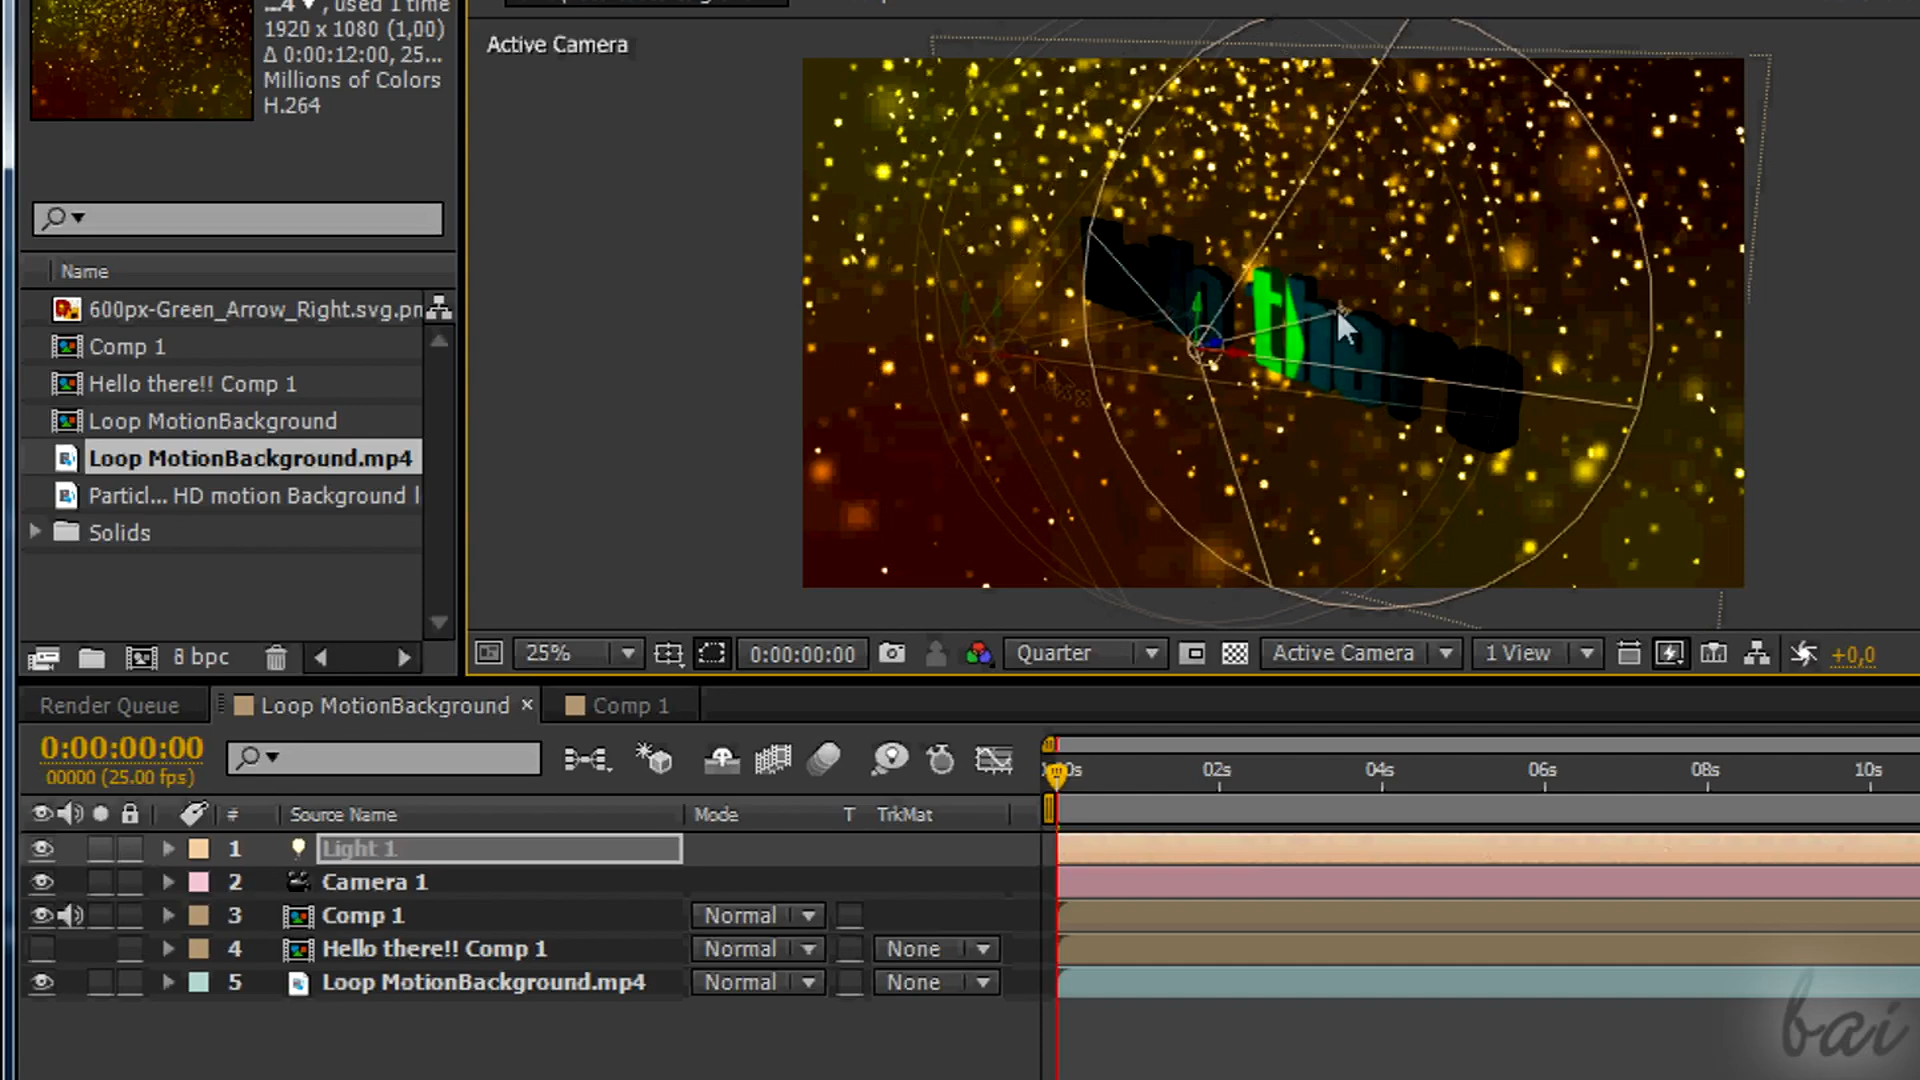 ...4 ▼, used 1 time
1920 x 1080 (1,00)
Δ 0:00:12:00, 25...
Millions of Colors
H.264
Active Camera
Name
600px-Green_Arrow_Right.svg.pn
Comp 1
Hello there!! Comp 1
Loop MotionBackground
Loop MotionBackground.mp4
Particl... HD motion Background l
Solids
8 bpc
25%
0:00:00:00
Quarter
Active Camera
1 View
+0,0
Render Queue
Loop MotionBackground ×
Comp 1
0:00:00:00
00000 (25.00 fps)
02s
04s
06s
08s
10s
#
Source Name
Mode
T
TrkMat
1
Light 1
2
Camera 1
3
Comp 1
Normal
4
Hello there!! Comp 1
Normal
None
5
Loop MotionBackground.mp4
Normal
None
bai